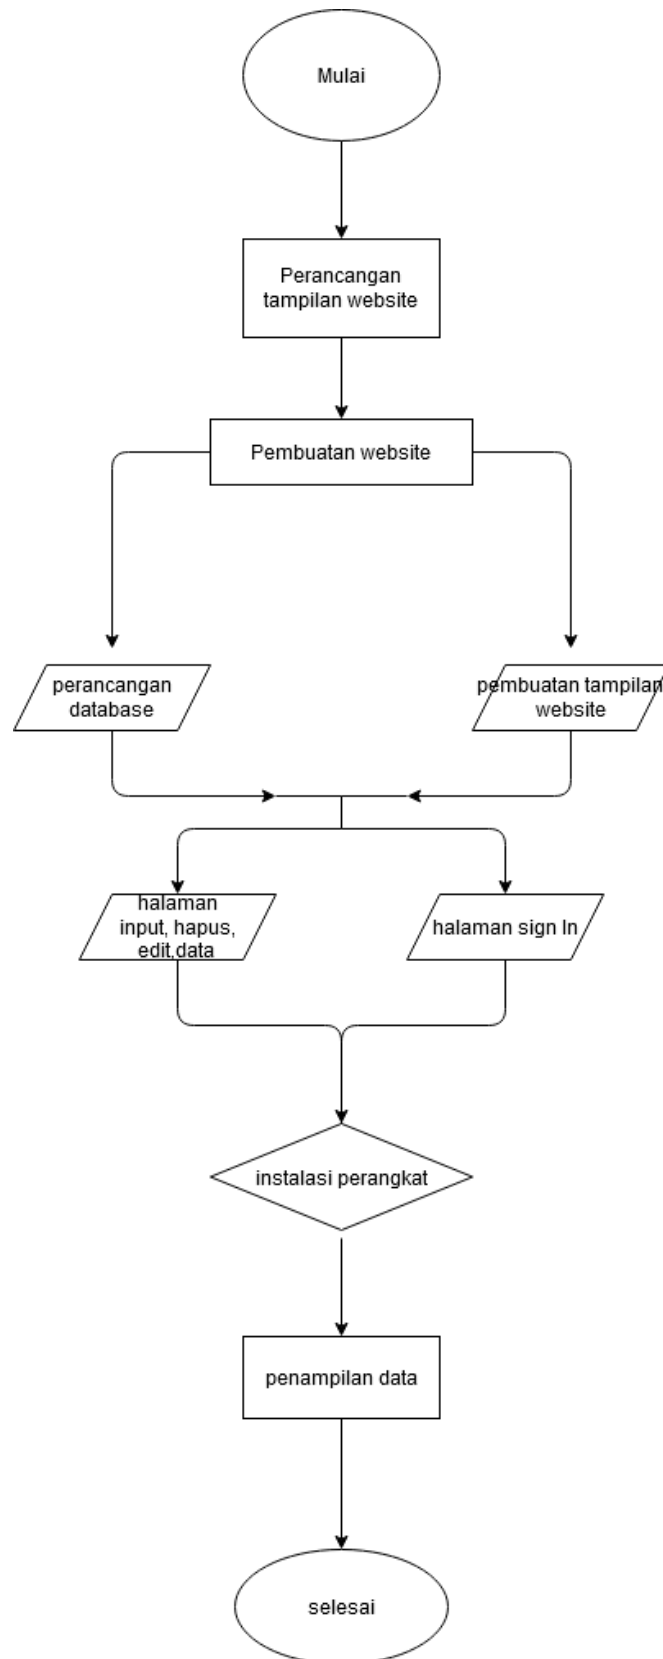 Mulai
Perancangan
tampilan website
Pembuatan website
perancangan
database
pembuatan tampilan
website
halaman
input, hapus,
edit,data
halaman sign In
instalasi perangkat
penampilan data
selesai